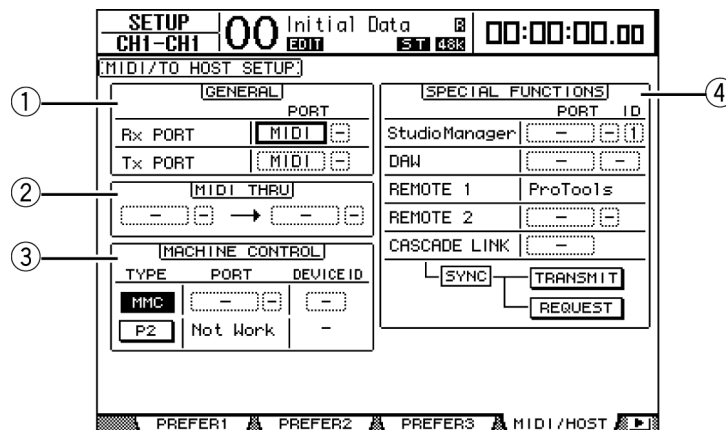 SETUP
CH1-CH1
00
Initial Data
EDIT
ST
48K
00:00:00.00
MIDI/TO HOST SETUP
①
GENERAL
PORT
Rx PORT MIDI -
Tx PORT MIDI -
②
MIDI THRU
- - → - -
③
MACHINE CONTROL
TYPE PORT DEVICE ID
MMC - - -
P2 Not Work -
④
SPECIAL FUNCTIONS
PORT ID
StudioManager - - 1
DAW - -
REMOTE 1 ProTools
REMOTE 2 - -
CASCADE LINK -
SYNC TRANSMIT
REQUEST
PREFER1 PREFER2 PREFER3 MIDI/HOST